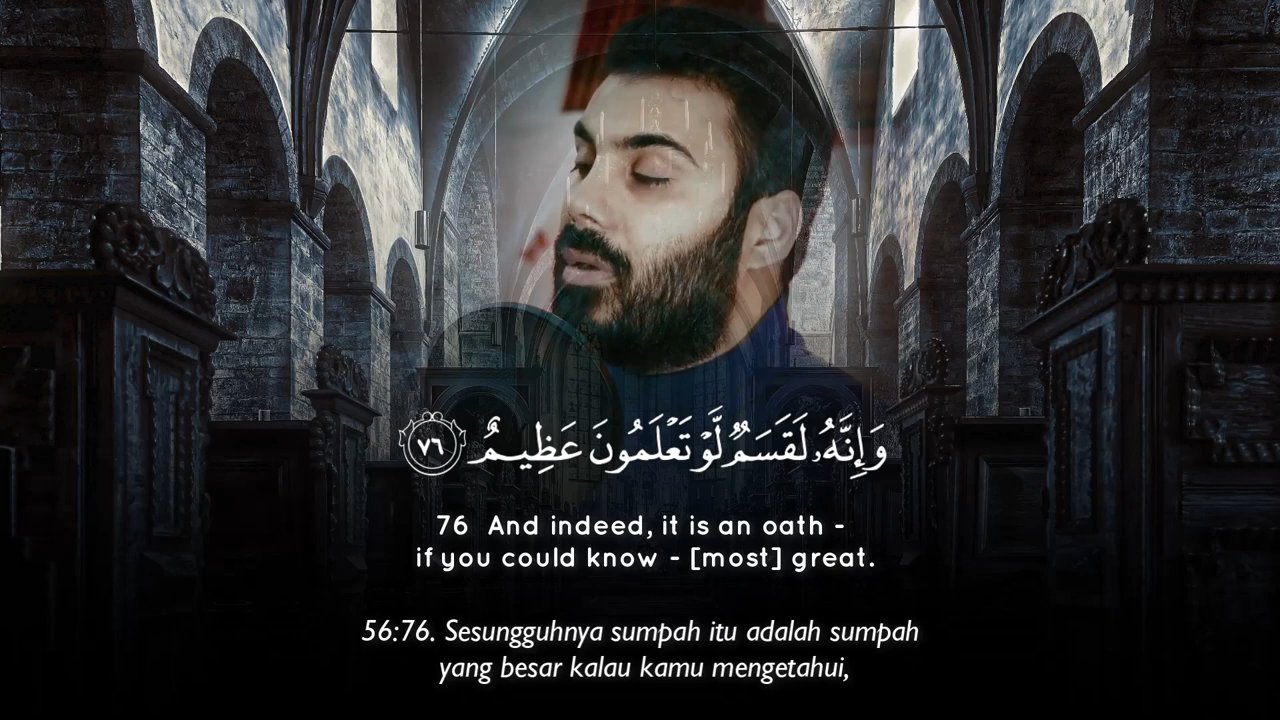 وَإِنَّهُۥ لَقَسَمٌ لَّوْ تَعْلَمُونَ عَظِيمٌ ٧٦
76 And indeed, it is an oath -
if you could know - [most] great.
56:76. Sesungguhnya sumpah itu adalah sumpah
yang besar kalau kamu mengetahui,